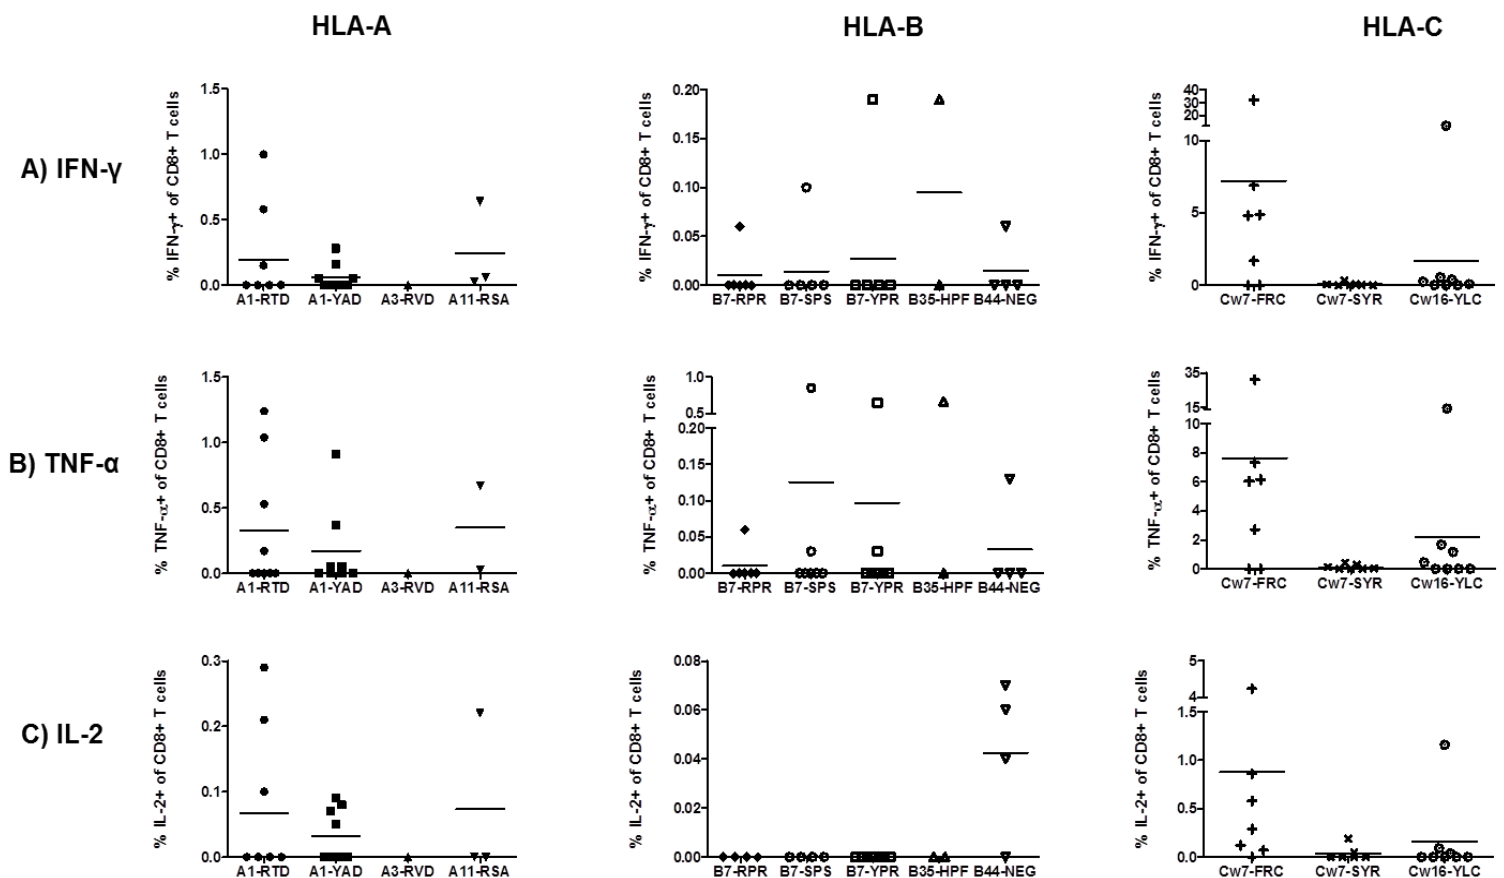 HLA-A HLA-B HLA-C
A) IFN-γ
% IFN-γ+ of CD8+ T cells
1.5
1.0
0.5
0.0
A1-RTD A1-YAD A3-RVD A11-RSA
% IFN-γ+ of CD8+ T cells
0.20
0.15
0.10
0.05
0.00
B7-RPR B7-SPS B7-YPR B35-HPF B44-NEG
% IFN-γ+ of CD8+ T cells
40
30
20
10
5
0
Cw7-FRC Cw7-SYR Cw16-YLC
B) TNF-α
% TNF-α+ of CD8+ T cells
1.5
1.0
0.5
0.0
A1-RTD A1-YAD A3-RVD A11-RSA
% TNF-α+ of CD8+ T cells
1.0
0.5
0.20
0.15
0.10
0.05
0.00
B7-RPR B7-SPS B7-YPR B35-HPF B44-NEG
% TNF-α+ of CD8+ T cells
35
15
10
8
6
4
2
0
Cw7-FRC Cw7-SYR Cw16-YLC
C) IL-2
% IL-2+ of CD8+ T cells
0.3
0.2
0.1
0.0
A1-RTD A1-YAD A3-RVD A11-RSA
% IL-2+ of CD8+ T cells
0.08
0.06
0.04
0.02
0.00
B7-RPR B7-SPS B7-YPR B35-HPF B44-NEG
% IL-2+ of CD8+ T cells
5
4
1.5
1.0
0.5
0.0
Cw7-FRC Cw7-SYR Cw16-YLC